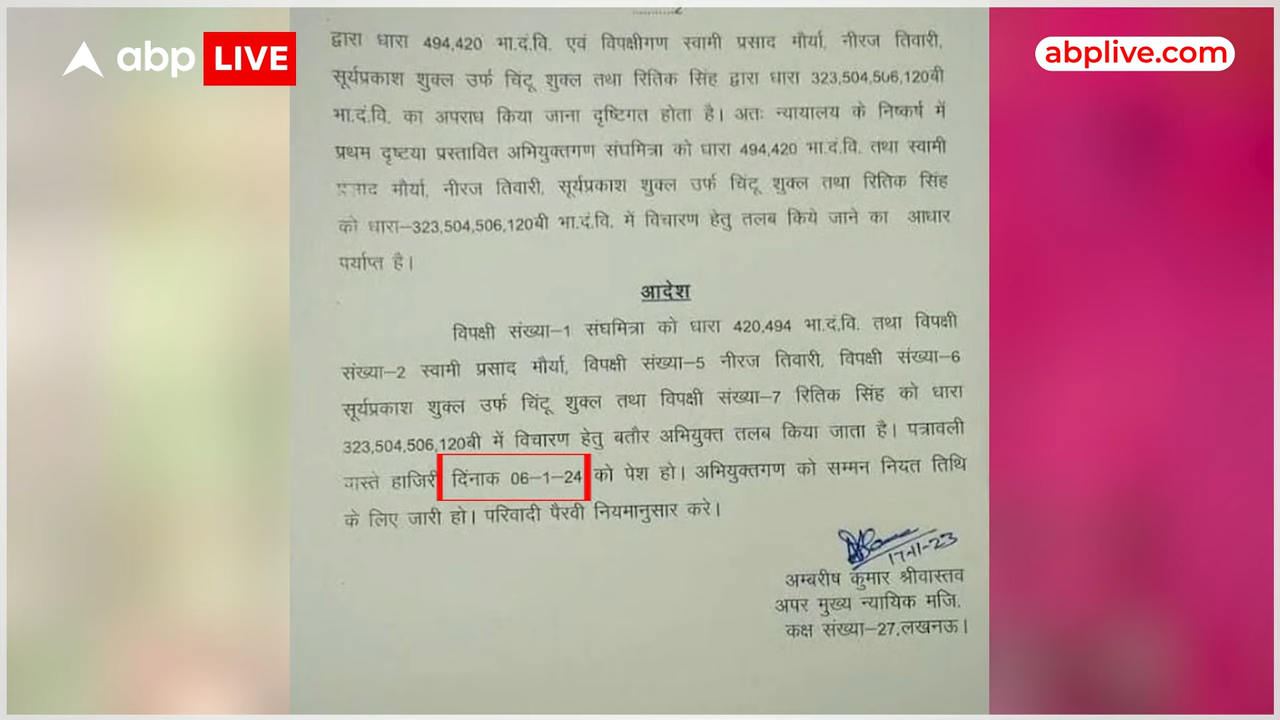 abp LIVE
abplive.com
द्वारा धारा 494,420 भा.दं.वि. एवं विपक्षीगण स्वामी प्रसाद मौर्या, नीरज तिवारी,
सूर्यप्रकाश शुक्ल उर्फ चिंटू शुक्ल तथा रितिक सिंह द्वारा धारा 323,504,506,120बी
भा.दं.वि. का अपराध किया जाना दृष्टिगत होता है। अतः न्यायालय के निष्कर्ष में
प्रथम दृष्टया प्रस्तावित अभियुक्तगण संघमित्रा को धारा 494,420 भा.दं.वि. तथा स्वामी
प्रसाद मौर्या, नीरज तिवारी, सूर्यप्रकाश शुक्ल उर्फ चिंटू शुक्ल तथा रितिक सिंह
को धारा–323,504,506,120बी भा.दं.वि. में विचारण हेतु तलब किये जाने का आधार
पर्याप्त है।
आदेश
विपक्षी संख्या–1 संघमित्रा को धारा 420,494 भा.दं.वि. तथा विपक्षी
संख्या–2 स्वामी प्रसाद मौर्या, विपक्षी संख्या–5 नीरज तिवारी, विपक्षी संख्या–6
सूर्यप्रकाश शुक्ल उर्फ चिंटू शुक्ल तथा विपक्षी संख्या–7 रितिक सिंह को धारा
323,504,506,120बी में विचारण हेतु बतौर अभियुक्त तलब किया जाता है। पत्रावली
वास्ते हाजिरी दिंनाक 06–1–24 को पेश हो। अभियुक्तगण को सम्मन नियत तिथि
के लिए जारी हो। परिवादी पैरवी नियमानुसार करे।
17-11-23
अम्बरीष कुमार श्रीवास्तव
अपर मुख्य न्यायिक मजि.
कक्ष संख्या–27,लखनऊ।